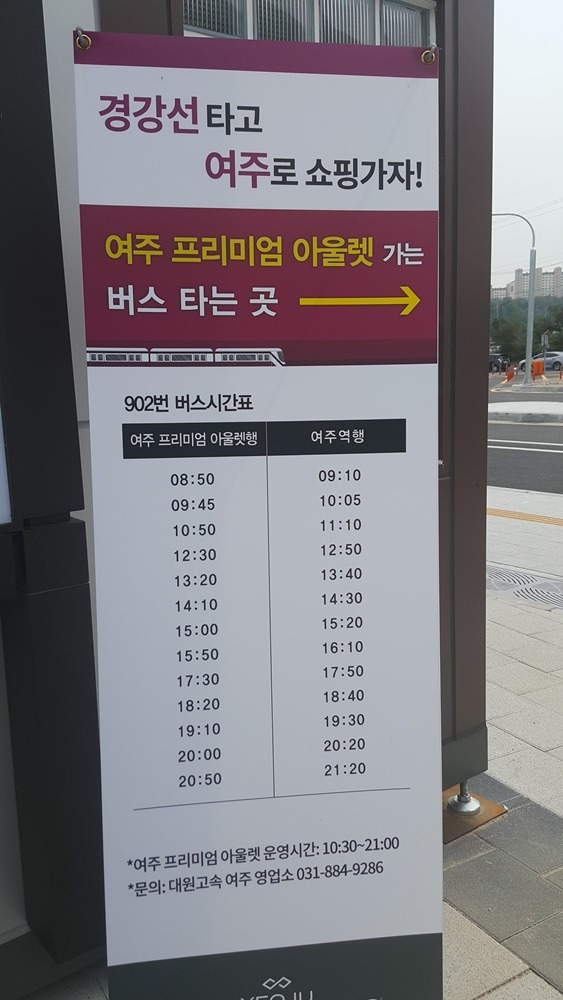 경강선 타고
여주로 쇼핑가자!
여주 프리미엄 아울렛 가는
버스 타는 곳
902번 버스시간표
여주 프리미엄 아울렛행 여주역행
08:50 09:10
09:45 10:05
10:50 11:10
12:30 12:50
13:20 13:40
14:10 14:30
15:00 15:20
15:50 16:10
17:30 17:50
18:20 18:40
19:10 19:30
20:00 20:20
20:50 21:20
*여주 프리미엄 아울렛 운영시간: 10:30~21:00
*문의: 대원고속 여주 영업소 031-884-9286
YEOJU